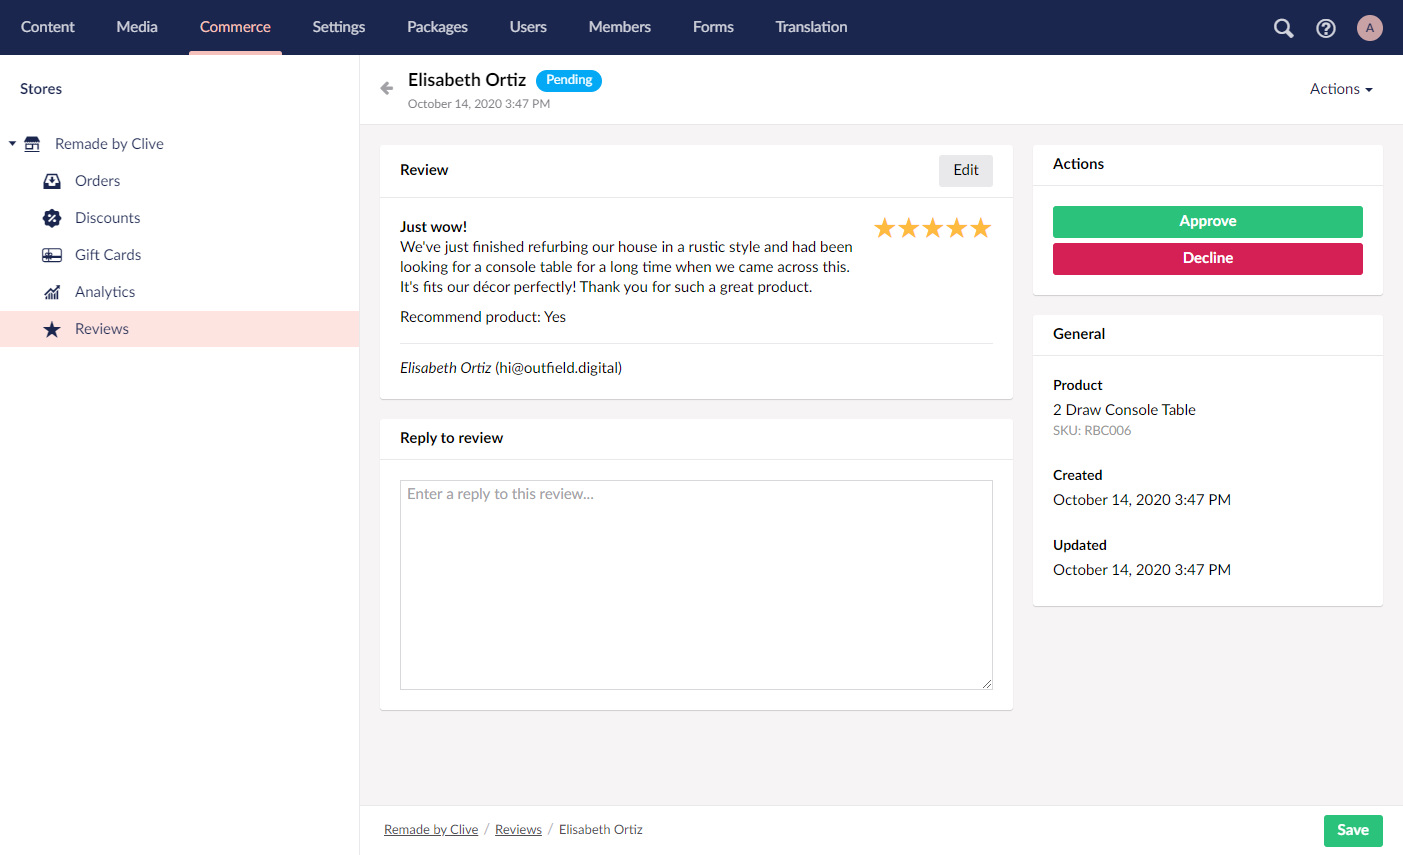 Content Media Commerce Settings Packages Users Members Forms Translation A
Stores
Remade by Clive
Orders
Discounts
Gift Cards
Analytics
Reviews
Elisabeth Ortiz Pending
October 14, 2020 3:47 PM
Actions
Review Edit
Just wow!
We've just finished refurbing our house in a rustic style and had been
looking for a console table for a long time when we came across this.
It's fits our décor perfectly! Thank you for such a great product.
Recommend product: Yes
Elisabeth Ortiz (hi@outfield.digital)
Reply to review
Enter a reply to this review...
Actions
Approve
Decline
General
Product
2 Draw Console Table
SKU: RBC006
Created
October 14, 2020 3:47 PM
Updated
October 14, 2020 3:47 PM
Remade by Clive / Reviews / Elisabeth Ortiz
Save